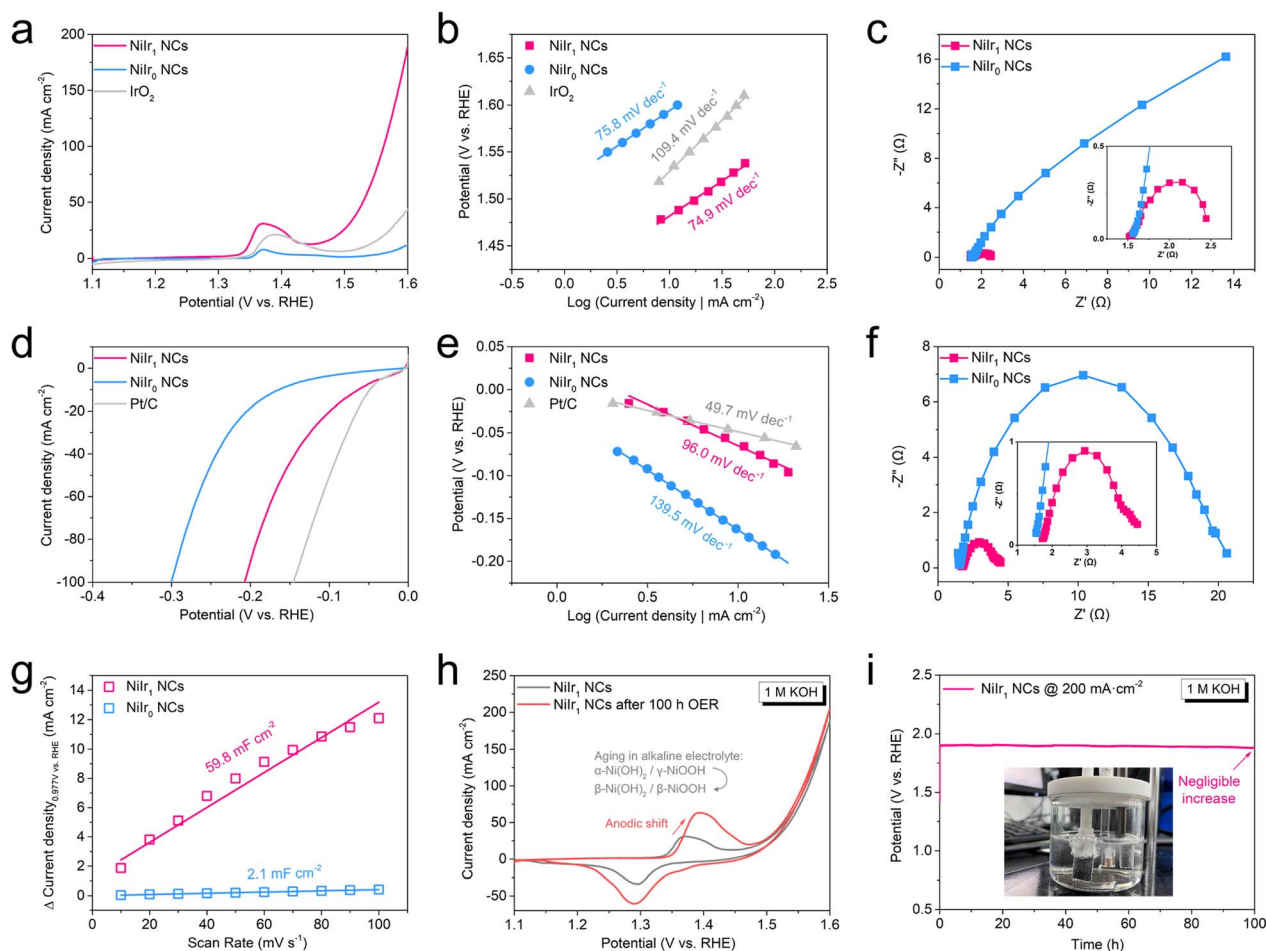 a
NiIr1 NCs
NiIr0 NCs
IrO2
Current density (mA cm-2)
200
150
100
50
0
1.1
1.2
1.3
1.4
1.5
1.6
Potential (V vs. RHE)
b
NiIr1 NCs
NiIr0 NCs
IrO2
75.8 mV dec-1
109.4 mV dec-1
74.9 mV dec-1
Potential (V vs. RHE)
1.65
1.60
1.55
1.50
1.45
-0.5
0.0
0.5
1.0
1.5
2.0
2.5
Log (Current density | mA cm-2)
c
NiIr1 NCs
NiIr0 NCs
-Z'' (Ω)
16
12
8
4
0
0
2
4
6
8
10
12
14
Z' (Ω)
-Z'' (Ω)
0.5
0.0
1.5
2.0
2.5
Z' (Ω)
d
NiIr1 NCs
NiIr0 NCs
Pt/C
Current density (mA cm-2)
0
-20
-40
-60
-80
-100
-0.4
-0.3
-0.2
-0.1
0.0
Potential (V vs. RHE)
e
NiIr1 NCs
NiIr0 NCs
Pt/C
49.7 mV dec-1
96.0 mV dec-1
139.5 mV dec-1
Potential (V vs. RHE)
0.05
0.00
-0.05
-0.10
-0.15
-0.20
0.0
0.5
1.0
1.5
Log (Current density | mA cm-2)
f
NiIr1 NCs
NiIr0 NCs
-Z'' (Ω)
8
6
4
2
0
0
5
10
15
20
Z' (Ω)
-Z'' (Ω)
1
0
1
2
3
4
5
Z' (Ω)
g
NiIr1 NCs
NiIr0 NCs
59.8 mF cm-2
2.1 mF cm-2
Δ Current density0.977V vs. RHE (mA cm-2)
14
12
10
8
6
4
2
0
20
40
60
80
100
Scan Rate (mV s-1)
h
NiIr1 NCs
NiIr1 NCs after 100 h OER
1 M KOH
Aging in alkaline electrolyte:
α-Ni(OH)2 / γ-NiOOH
β-Ni(OH)2 / β-NiOOH
Anodic shift
Current density (mA cm-2)
250
200
150
100
50
0
-50
1.1
1.2
1.3
1.4
1.5
1.6
Potential (V vs. RHE)
i
NiIr1 NCs @ 200 mA·cm-2
1 M KOH
Negligible
increase
Potential (V vs. RHE)
2.5
2.0
1.5
1.0
0.5
0.0
0
20
40
60
80
100
Time (h)